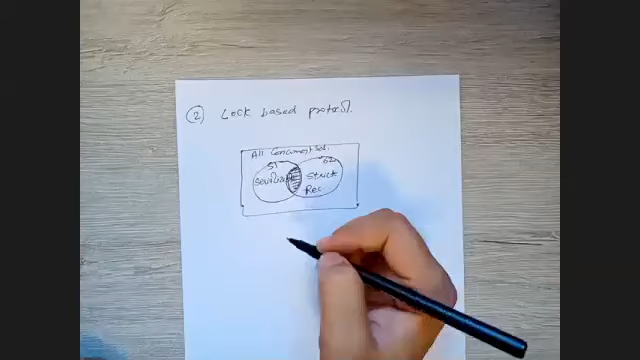 ② Lock based protocol.
All Concurrent Sch.
S1 S2
Serializable Strict
Rec